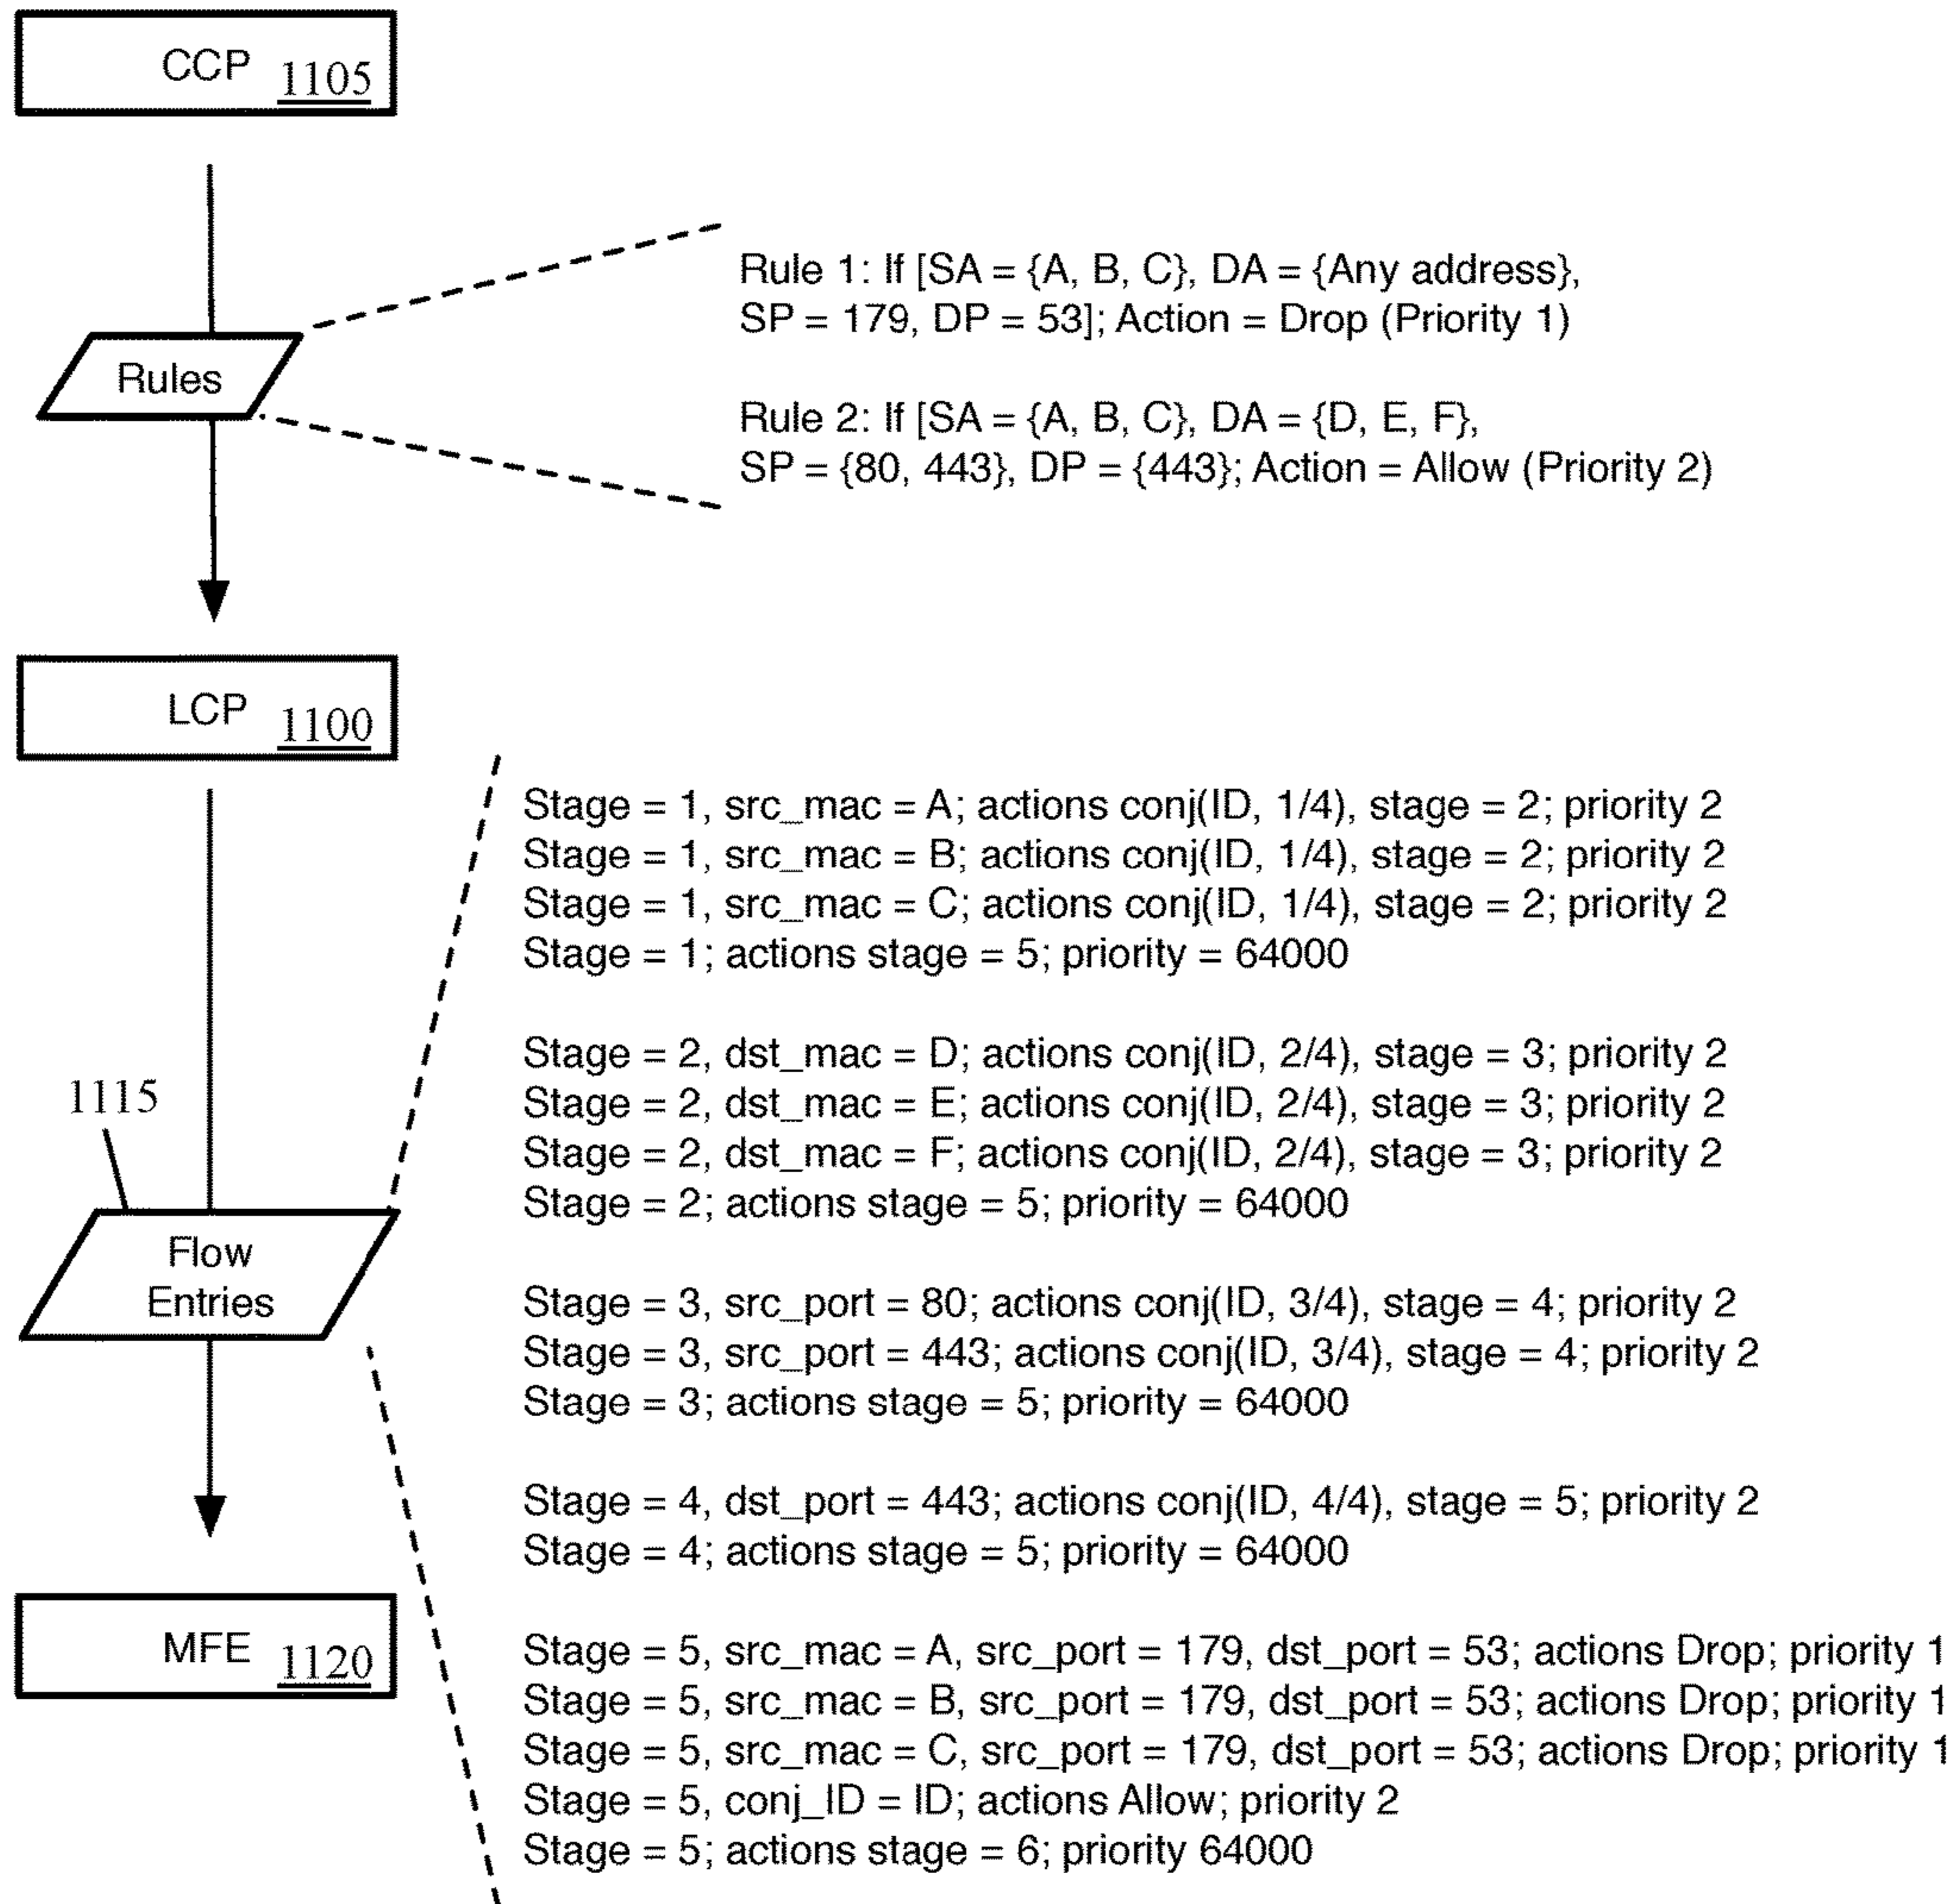 CCP 1105
Rule 1: If [SA = {A, B, C}, DA = {Any address},
SP = 179, DP = 53]; Action = Drop (Priority 1)
Rules
Rule 2: If [SA = {A, B, C}, DA = {D, E, F},
SP = {80, 443}, DP = {443}; Action = Allow (Priority 2)
LCP 1100
Stage = 1, src_mac = A; actions conj(ID, 1/4), stage = 2; priority 2
Stage = 1, src_mac = B; actions conj(ID, 1/4), stage = 2; priority 2
Stage = 1, src_mac = C; actions conj(ID, 1/4), stage = 2; priority 2
Stage = 1; actions stage = 5; priority = 64000
Stage = 2, dst_mac = D; actions conj(ID, 2/4), stage = 3; priority 2
Stage = 2, dst_mac = E; actions conj(ID, 2/4), stage = 3; priority 2
Stage = 2, dst_mac = F; actions conj(ID, 2/4), stage = 3; priority 2
Stage = 2; actions stage = 5; priority = 64000
1115
Flow
Entries
Stage = 3, src_port = 80; actions conj(ID, 3/4), stage = 4; priority 2
Stage = 3, src_port = 443; actions conj(ID, 3/4), stage = 4; priority 2
Stage = 3; actions stage = 5; priority = 64000
Stage = 4, dst_port = 443; actions conj(ID, 4/4), stage = 5; priority 2
Stage = 4; actions stage = 5; priority = 64000
MFE 1120
Stage = 5, src_mac = A, src_port = 179, dst_port = 53; actions Drop; priority 1
Stage = 5, src_mac = B, src_port = 179, dst_port = 53; actions Drop; priority 1
Stage = 5, src_mac = C, src_port = 179, dst_port = 53; actions Drop; priority 1
Stage = 5, conj_ID = ID; actions Allow; priority 2
Stage = 5; actions stage = 6; priority 64000